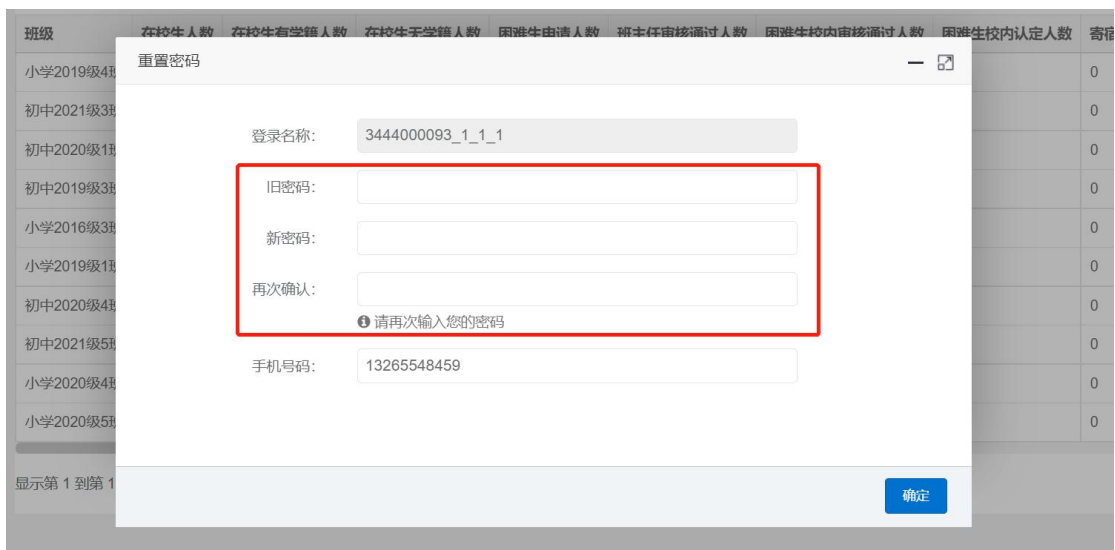 班级 在校生人数 在校生有学籍人数 在校生无学籍人数 困难生申请人数 班主任审核通过人数 困难生校内审核通过人数 困难生校内认定人数 寄宿
重置密码
小学2019级4班 0
初中2021级3班 0
登录名称: 3444000093_1_1_1
初中2020级1班 0
初中2019级3班 0
旧密码:
小学2016级3班 0
新密码:
小学2019级1班 0
再次确认:
初中2020级4班 0
请再次输入您的密码
初中2021级5班 0
手机号码: 13265548459
小学2020级4班 0
小学2020级5班 0
显示第 1 到第 1
确定